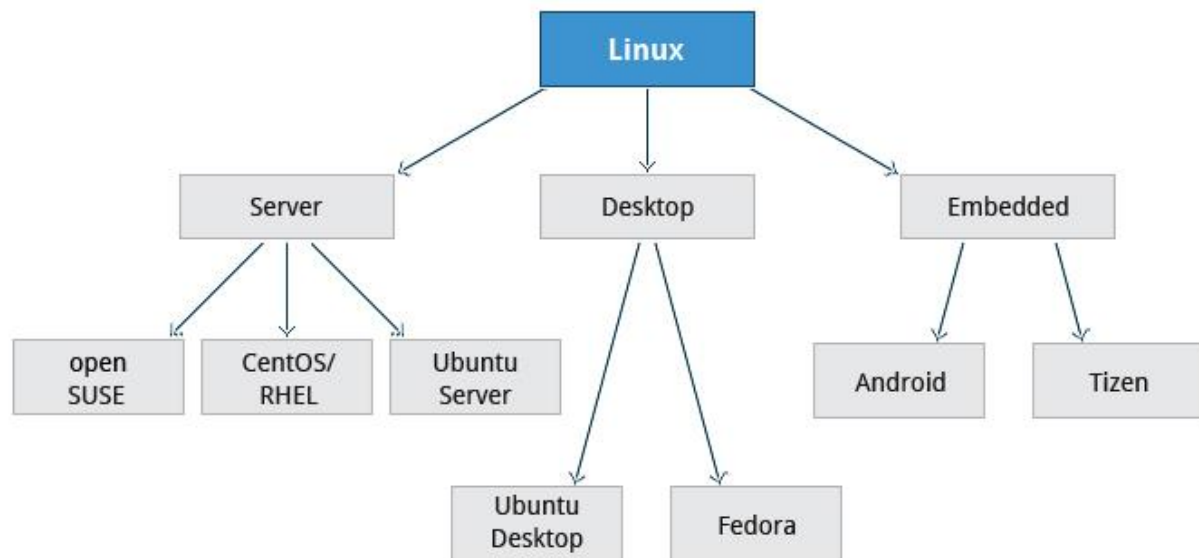 Linux
Server
Desktop
Embedded
open
SUSE
CentOS/
RHEL
Ubuntu
Server
Android
Tizen
Ubuntu
Desktop
Fedora